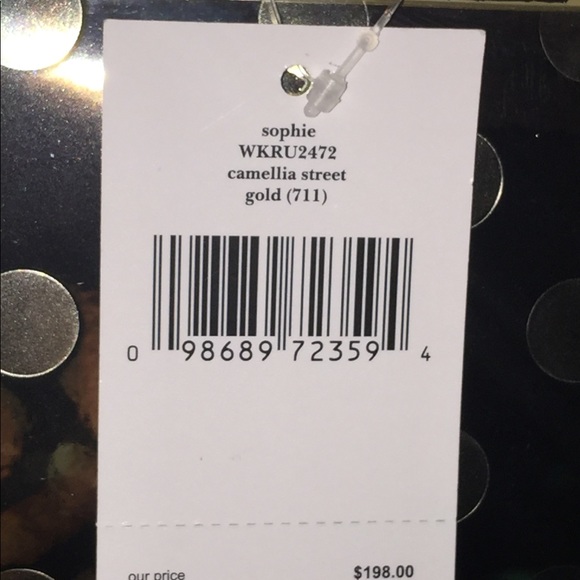 sophie
WKRU2472
camellia street
gold (711)
0 98689 72359 4
our price $198.00